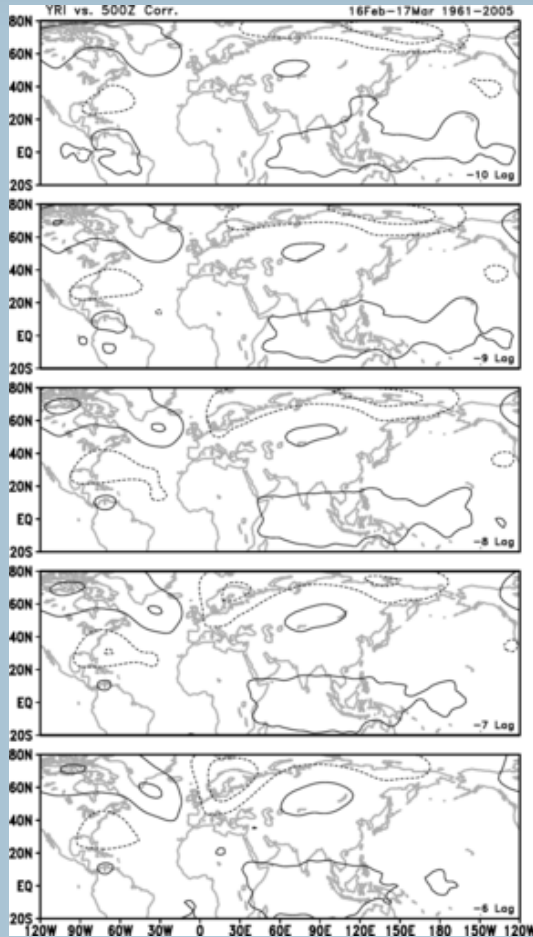 YRI vs. 500Z Corr. 16Feb-17Mar 1961-2005
80N
60N
40N
20N
EQ
20S
-10 Lag
80N
60N
40N
20N
EQ
20S
-9 Lag
80N
60N
40N
20N
EQ
20S
-8 Lag
80N
60N
40N
20N
EQ
20S
-7 Lag
80N
60N
40N
20N
EQ
20S
-6 Lag
120W 90W 60W 30W 0 30E 60E 90E 120E 150E 180 150W 120W